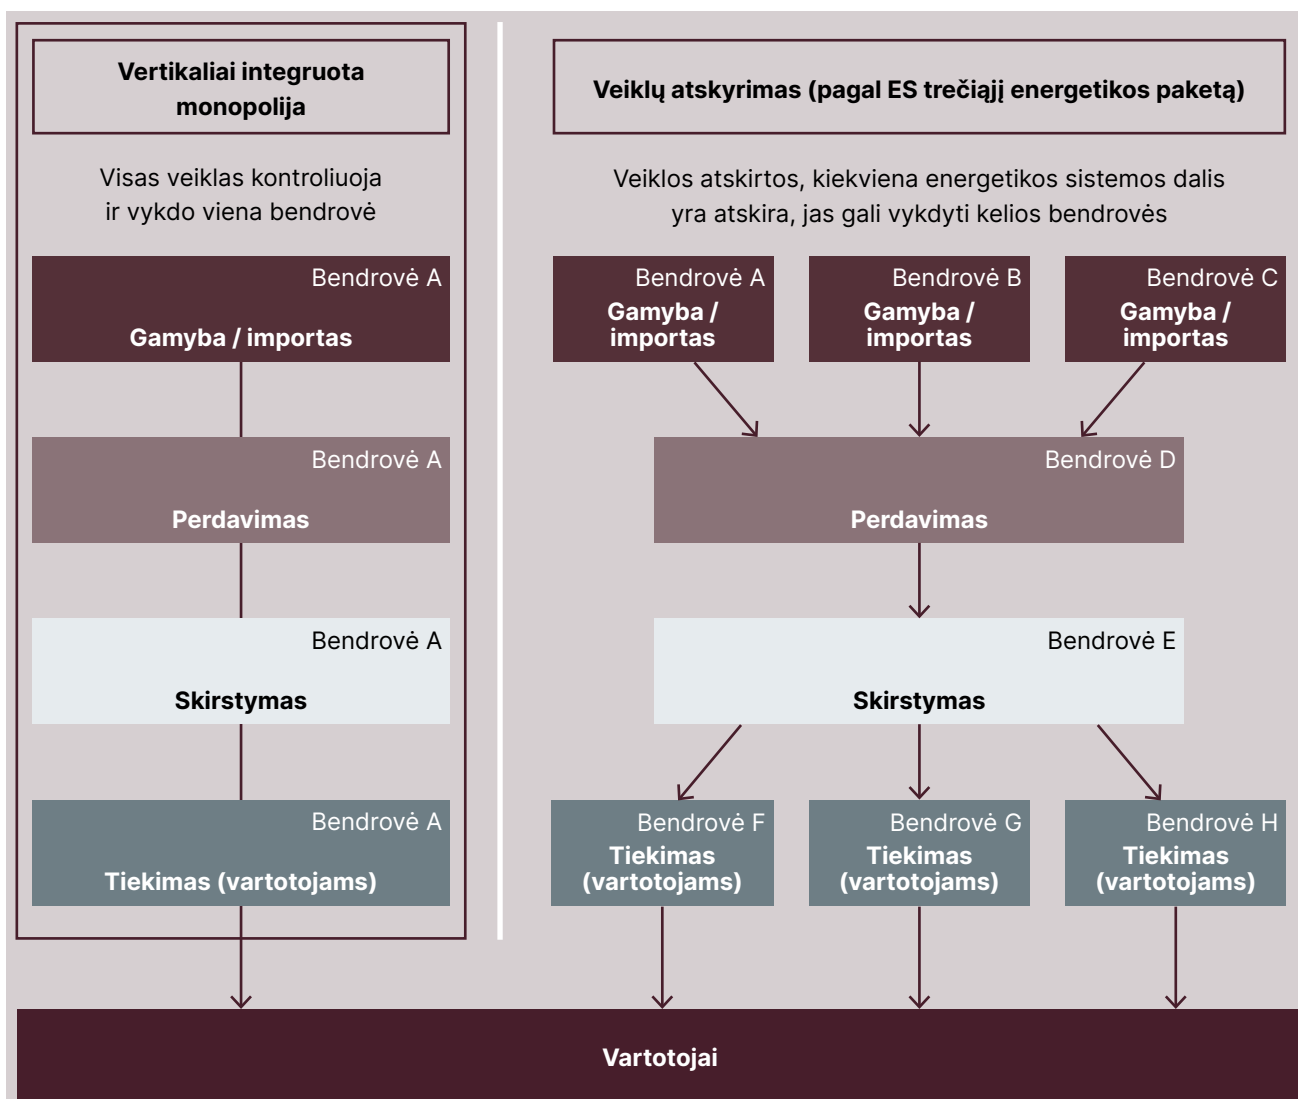 Vertikaliai integruota
monopolija
Visas veiklas kontroliuoja
ir vykdo viena bendrovė
Bendrovė A
Gamyba / importas
Bendrovė A
Perdavimas
Bendrovė A
Skirstymas
Bendrovė A
Tiekimas (vartotojams)
Veiklų atskyrimas (pagal ES trečiąjį energetikos paketą)
Veiklos atskirtos, kiekviena energetikos sistemos dalis
yra atskira, jas gali vykdyti kelios bendrovės
Bendrovė A
Gamyba /
importas
Bendrovė B
Gamyba /
importas
Bendrovė C
Gamyba /
importas
Bendrovė D
Perdavimas
Bendrovė E
Skirstymas
Bendrovė F
Tiekimas
(vartotojams)
Bendrovė G
Tiekimas
(vartotojams)
Bendrovė H
Tiekimas
(vartotojams)
Vartotojai